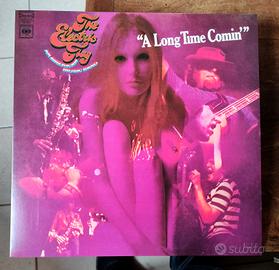 The
Electric
Flag
"A Long Time Comin'"
subito